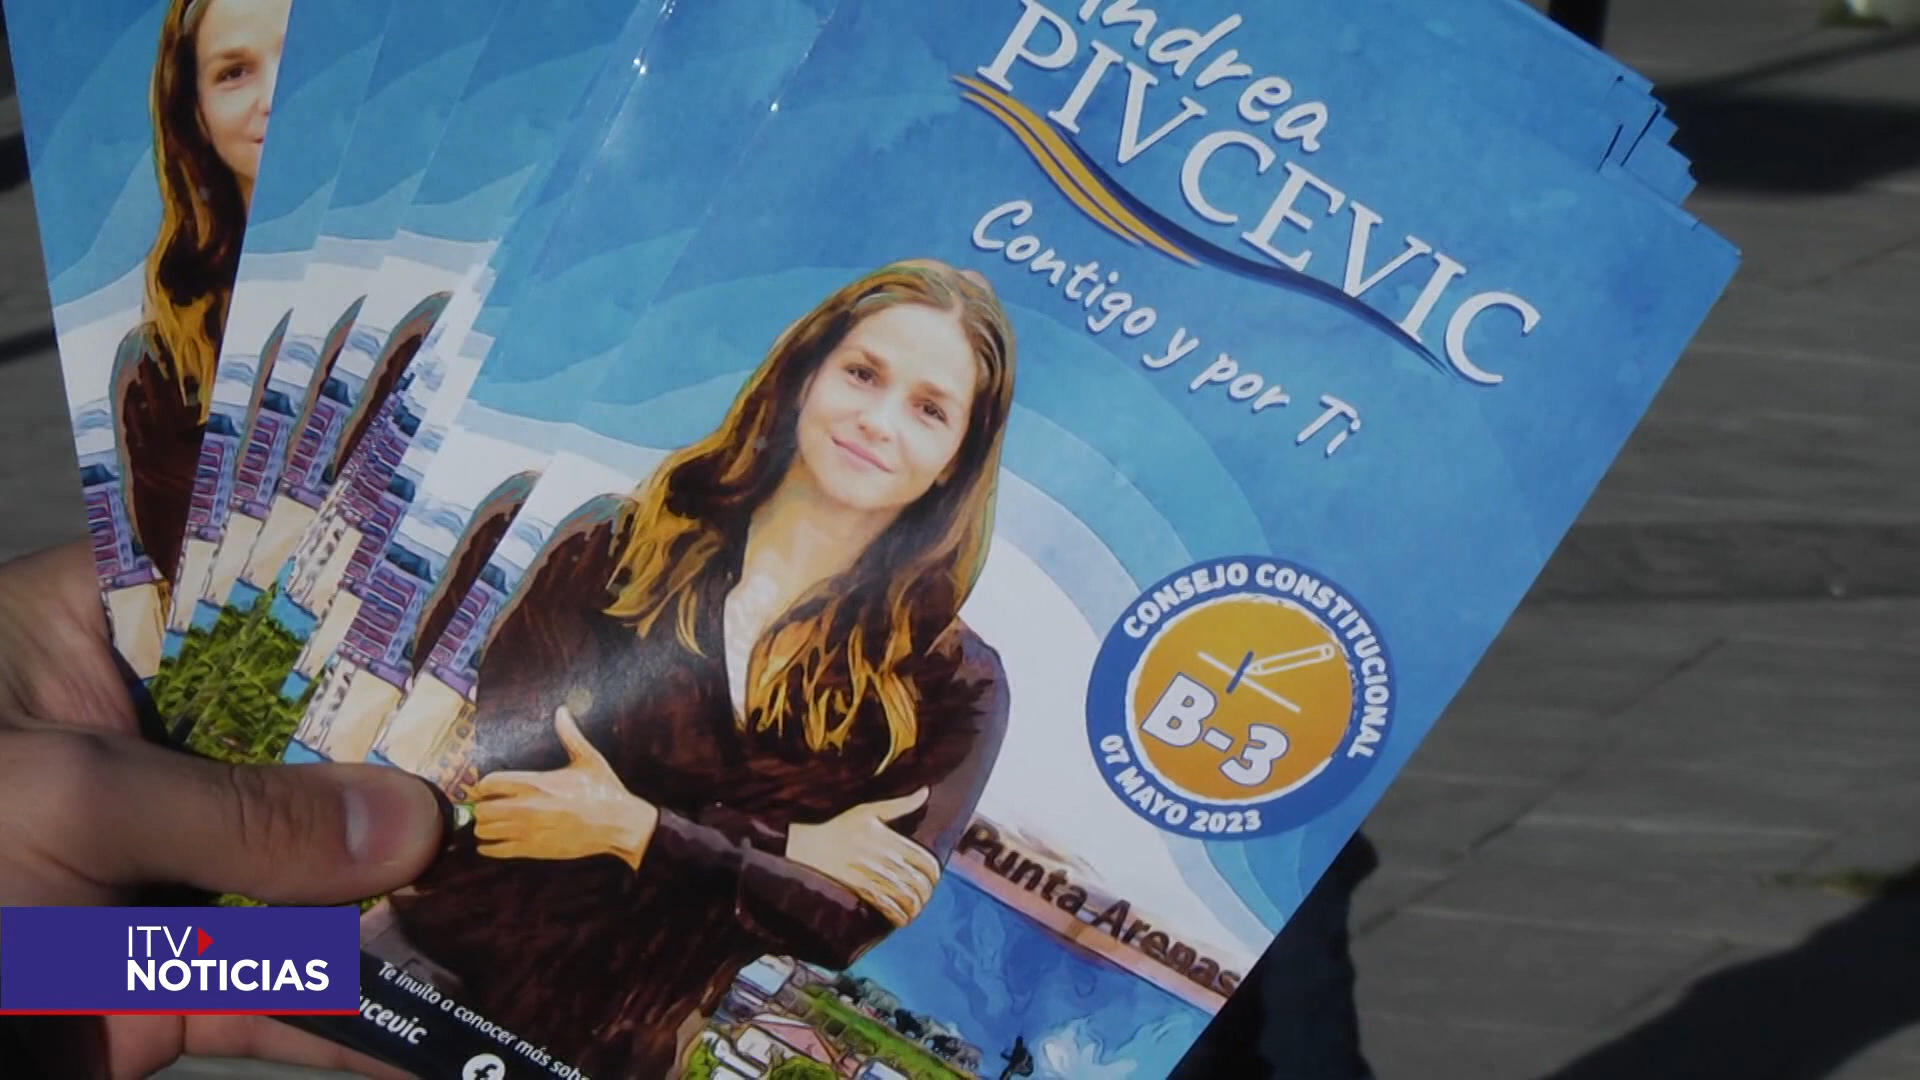 Andrea
PIVCEVIC
Contigo y por Ti
CONSEJO CONSTITUCIONAL
B-3
07 MAYO 2023
Punta Arenas
Te invito a conocer más
ITV
NOTICIAS